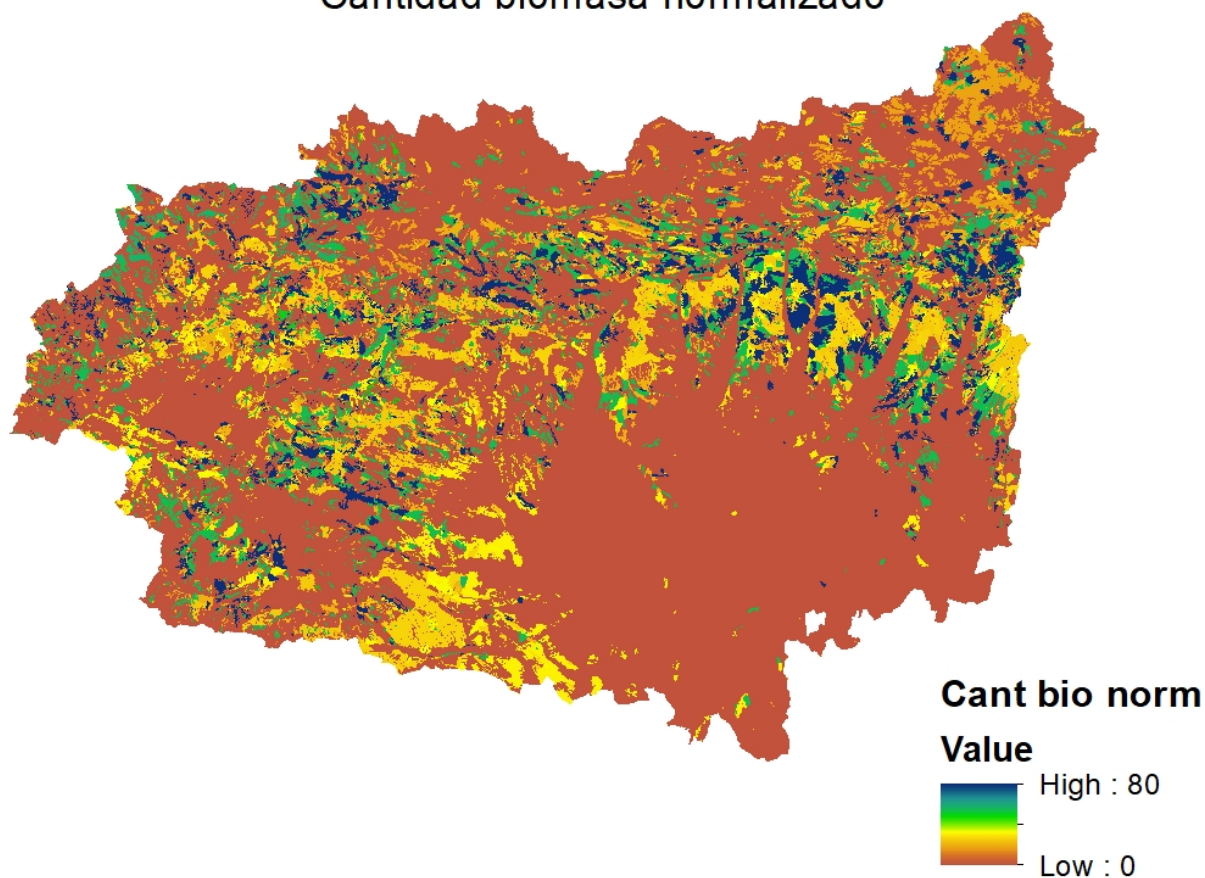 Cantidad biomasa normalizado
Cant bio norm
Value
High : 80
Low : 0